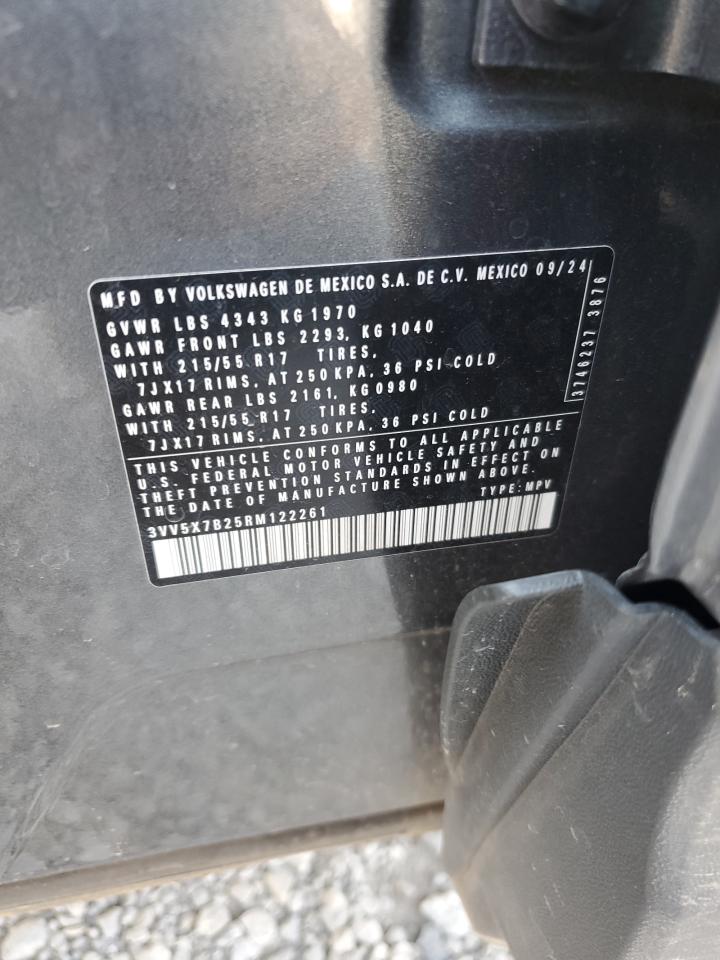 MFD BY VOLKSWAGEN DE MEXICO S.A. DE C.V. MEXICO 09/24
GVWR LBS 4343 KG 1970
GAWR FRONT LBS 2293, KG 1040
WITH 215/55 R17 TIRES,
7JX17 RIMS, AT 250 KPA, 36 PSI COLD
GAWR REAR LBS 2161, KG0980
WITH 215/55 R17 TIRES,
7JX17 RIMS, AT 250 KPA, 36 PSI COLD
THIS VEHICLE CONFORMS TO ALL APPLICABLE
U.S. FEDERAL MOTOR VEHICLE SAFETY AND
THEFT PREVENTION STANDARDS IN EFFECT ON
THE DATE OF MANUFACTURE SHOWN ABOVE.
3VV5X7B25RM122261 TYPE: MPV
3746237 3876